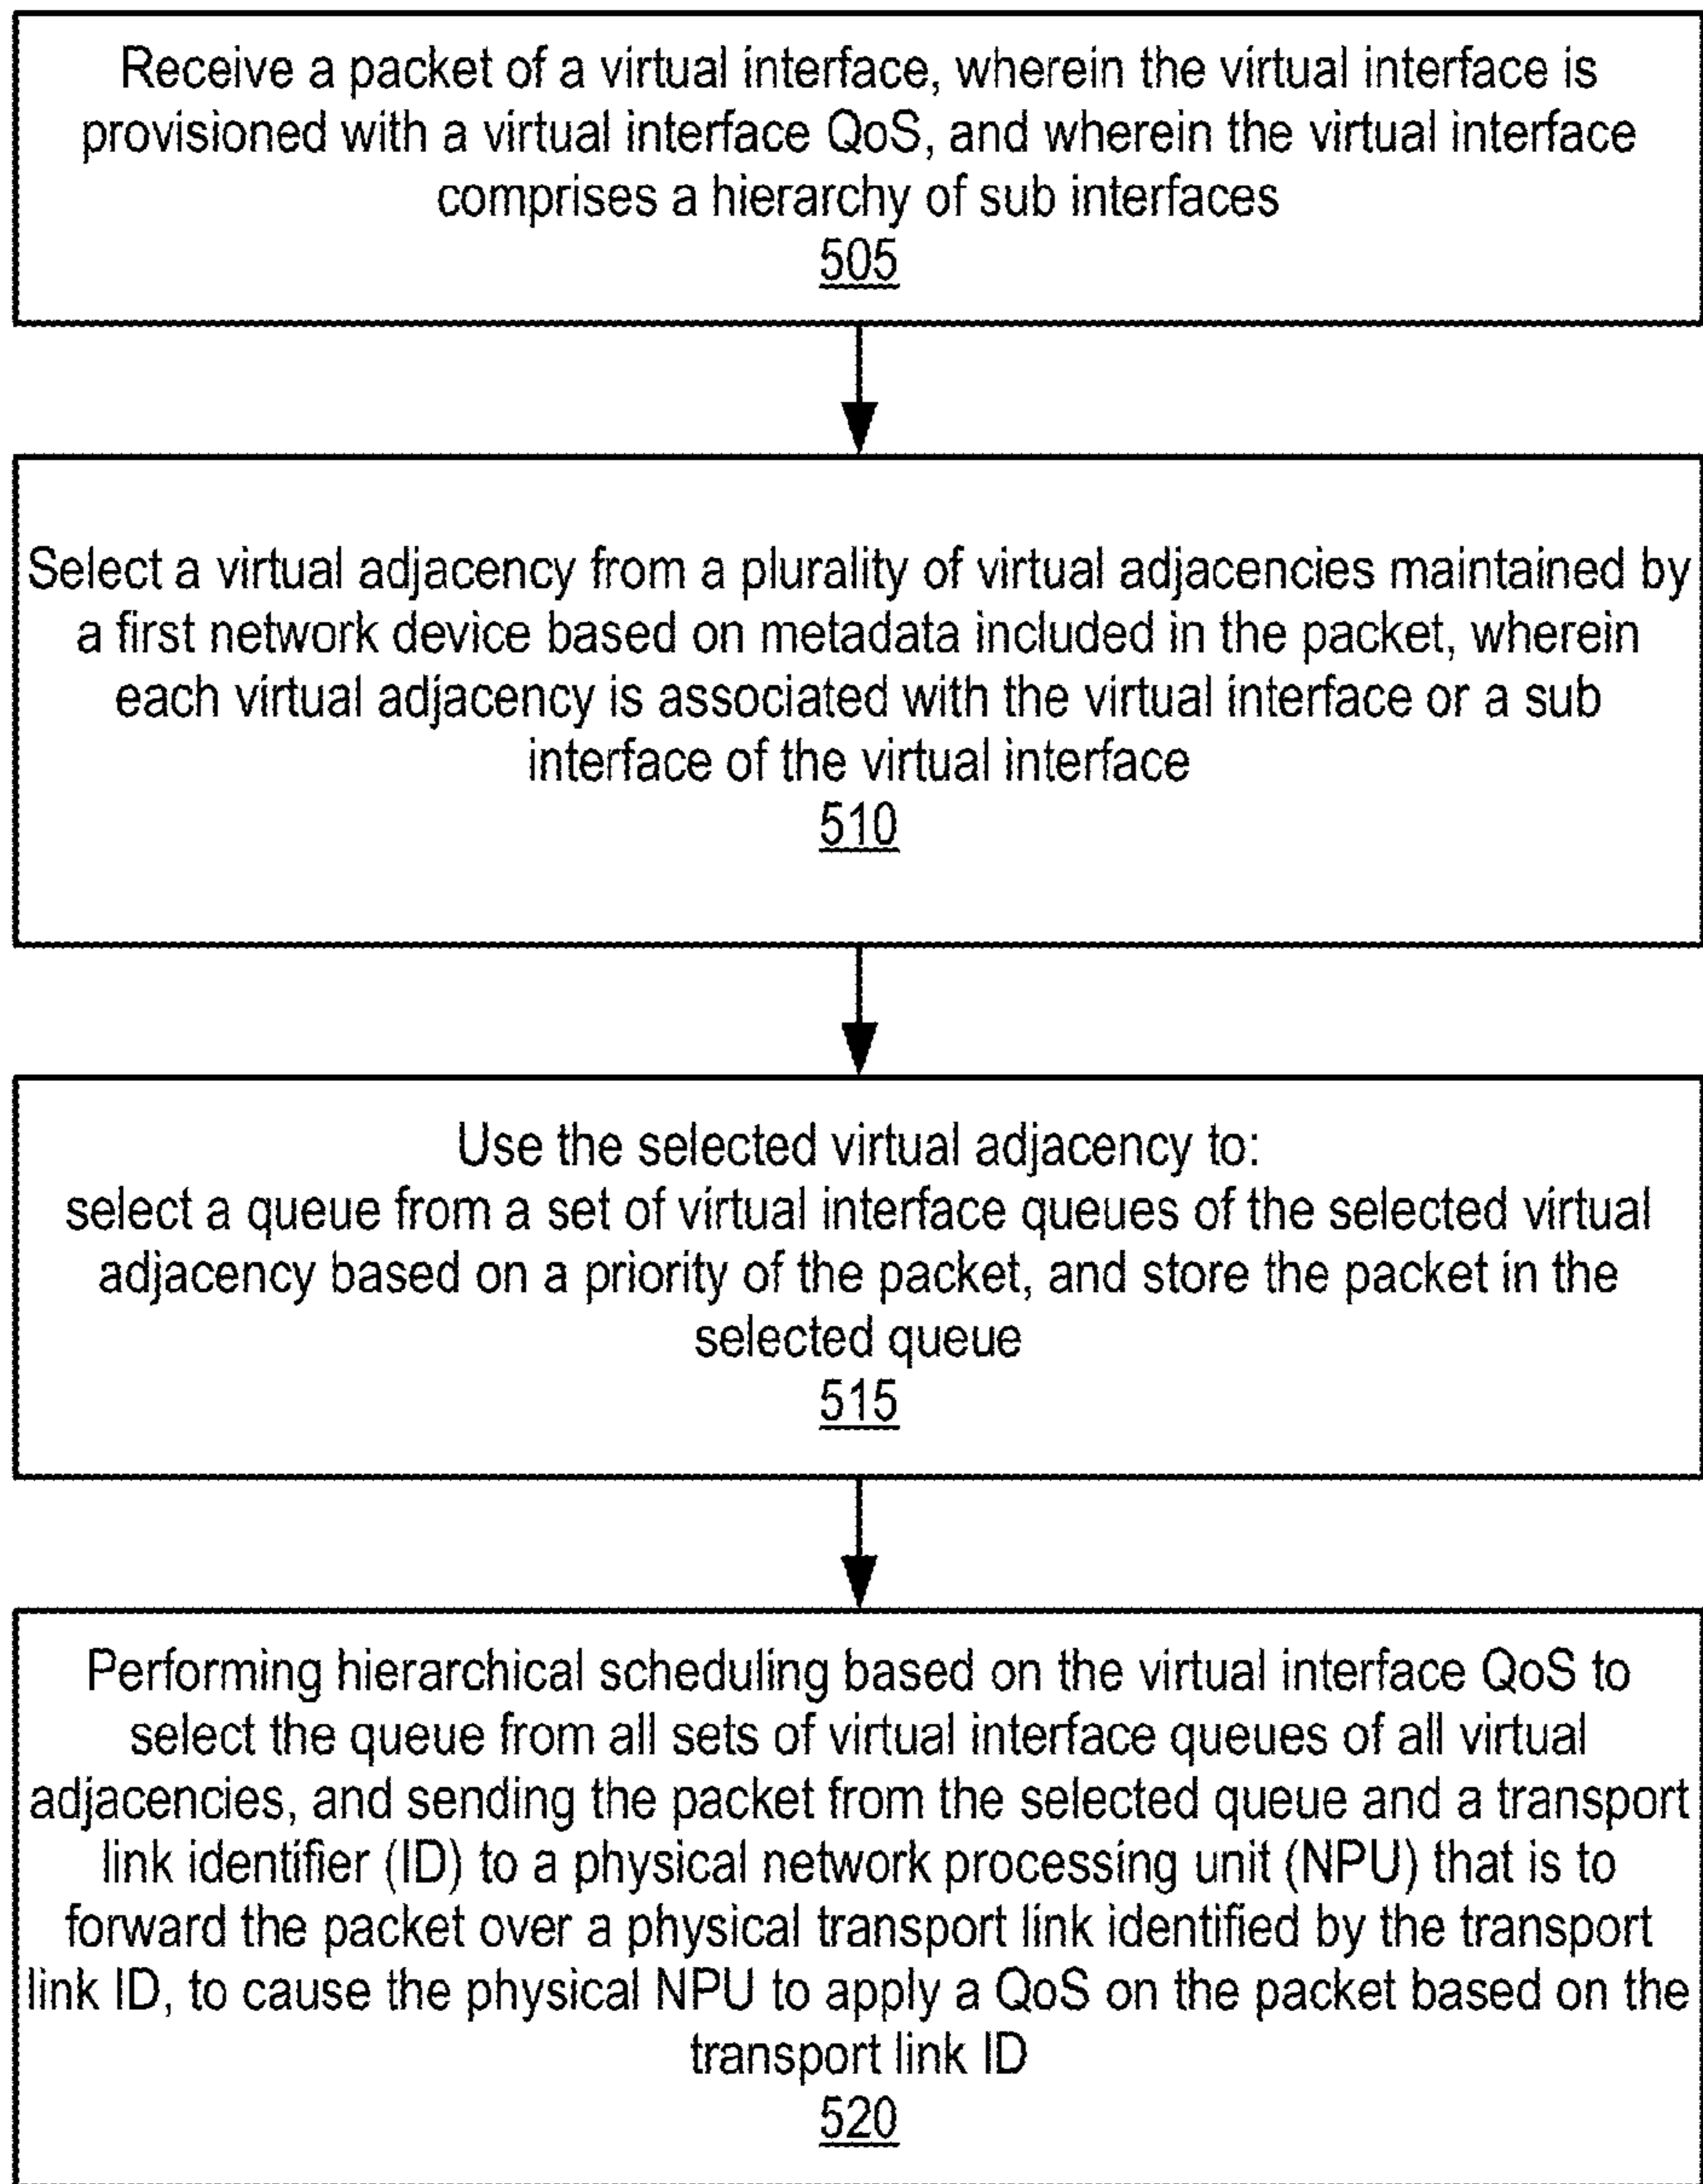 Receive a packet of a virtual interface, wherein the virtual interface is
provisioned with a virtual interface QoS, and wherein the virtual interface
comprises a hierarchy of sub interfaces
505
Select a virtual adjacency from a plurality of virtual adjacencies maintained by
a first network device based on metadata included in the packet, wherein
each virtual adjacency is associated with the virtual interface or a sub
interface of the virtual interface
510
Use the selected virtual adjacency to:
select a queue from a set of virtual interface queues of the selected virtual
adjacency based on a priority of the packet, and store the packet in the
selected queue
515
Performing hierarchical scheduling based on the virtual interface QoS to
select the queue from all sets of virtual interface queues of all virtual
adjacencies, and sending the packet from the selected queue and a transport
link identifier (ID) to a physical network processing unit (NPU) that is to
forward the packet over a physical transport link identified by the transport
link ID, to cause the physical NPU to apply a QoS on the packet based on the
transport link ID
520